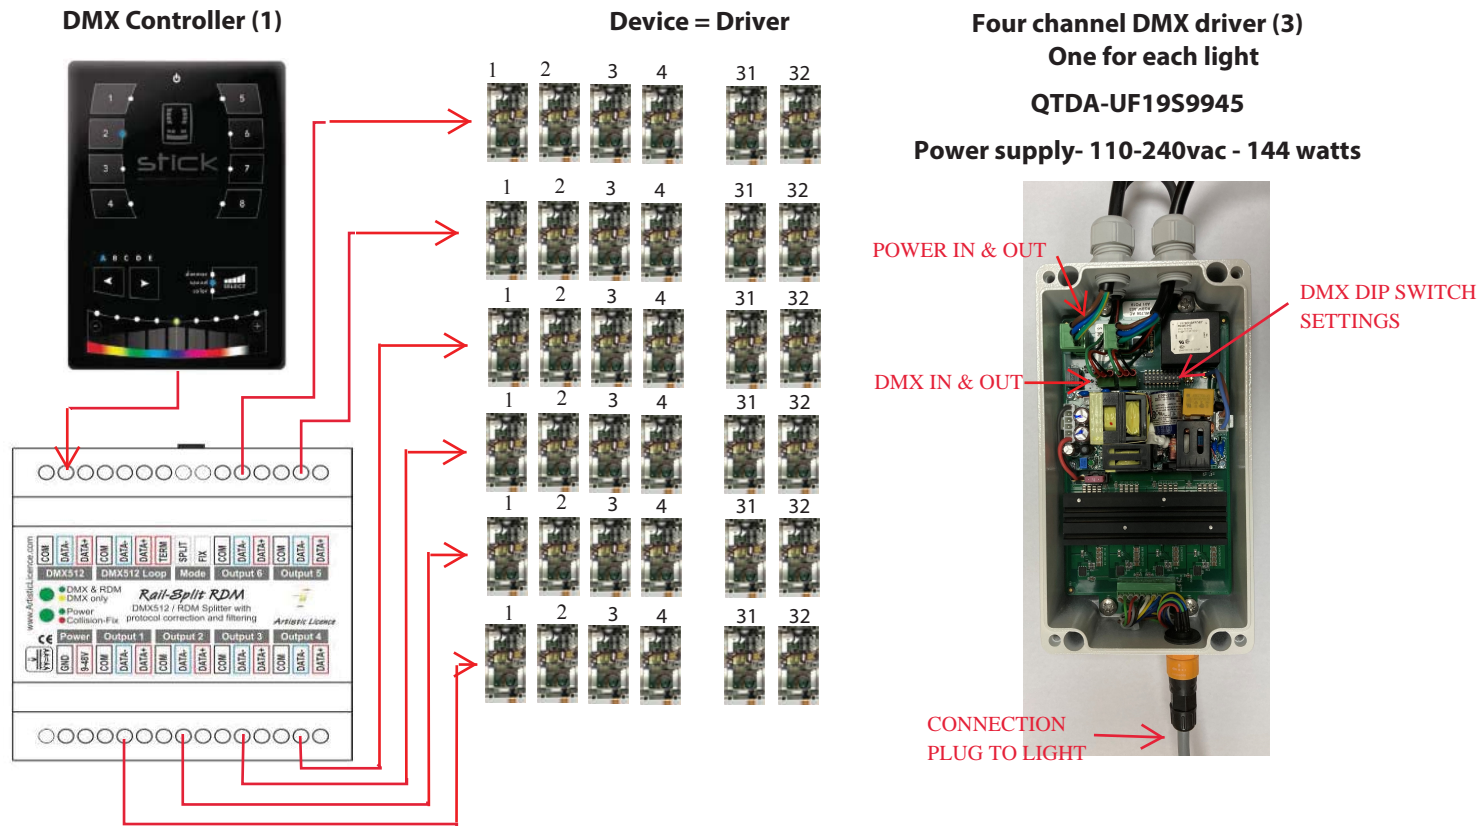 DMX Controller (1)
1
5
2
6
3
stick
7
4
8
A B C D E
dimmer
speed
color
SELECT
COM DATA- DATA+ COM DATA- DATA+ TERM SPLIT FIX COM DATA- DATA+ COM DATA- DATA+
DMX512 DMX512 Loop Mode Output 6 Output 5
www.ArtisticLicence.com
DMX & RDM
DMX only
Power
Collision-Fix
Rail-Split RDM
DMX512 / RDM Splitter with
protocol correction and filtering
Artistic Licence
CE
Power Output 1 Output 2 Output 3 Output 4
GND 9-48V COM DATA- DATA+ COM DATA- DATA+ COM DATA- DATA+ COM DATA- DATA+
Device = Driver
1 2 3 4 31 32
1 2 3 4 31 32
1 2 3 4 31 32
1 2 3 4 31 32
1 2 3 4 31 32
1 2 3 4 31 32
Four channel DMX driver (3)
One for each light
QTDA-UF19S9945
Power supply- 110-240vac - 144 watts
POWER IN & OUT
DMX DIP SWITCH
SETTINGS
DMX IN & OUT
CONNECTION
PLUG TO LIGHT